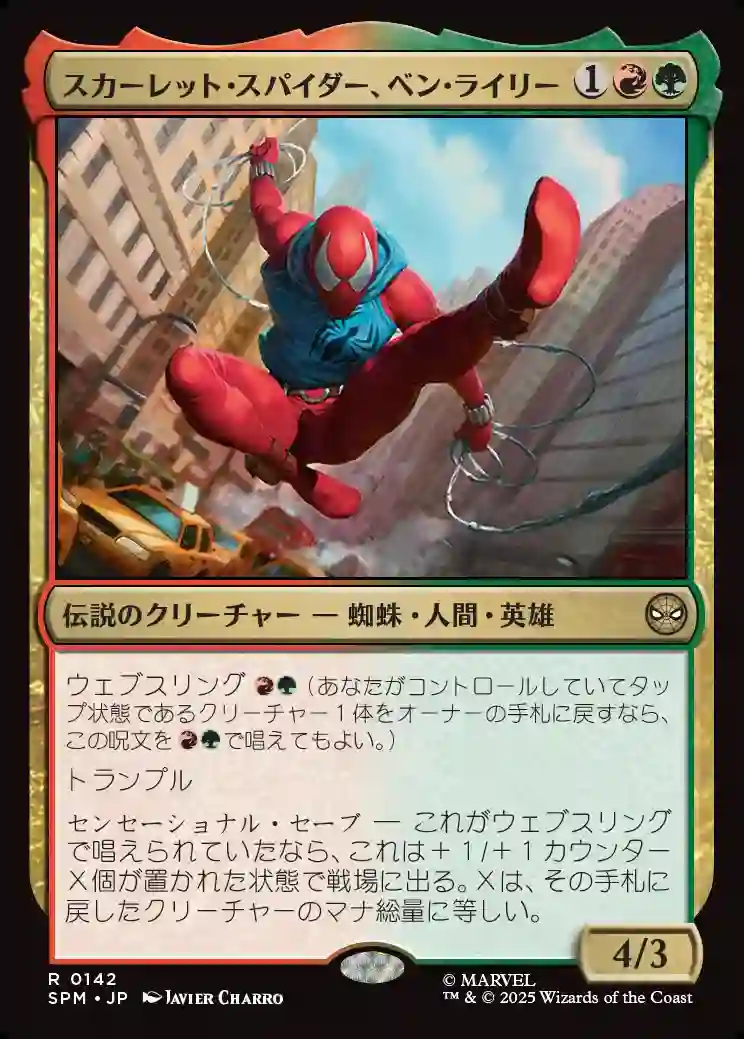 スカーレット・スパイダー、ベン・ライリー 1
伝説のクリーチャー — 蜘蛛・人間・英雄
ウェブスリング (あなたがコントロールしていてタッ
プ状態であるクリーチャー1体をオーナーの手札に戻すなら、
この呪文を で唱えてもよい。)
トランプル
センセーショナル・セーブ — これがウェブスリング
で唱えられていたなら、これは+1/+1カウンター
X個が置かれた状態で戦場に出る。Xは、その手札に
戻したクリーチャーのマナ総量に等しい。
4/3
R 0142
SPM • JP JAVIER CHARRO
© MARVEL
™ & © 2025 Wizards of the Coast